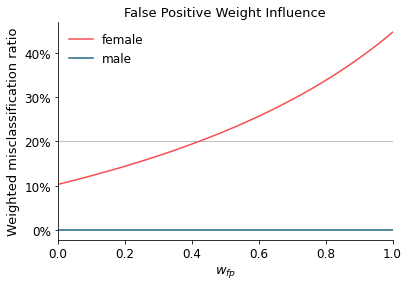 False Positive Weight Influence
Weighted misclassification ratio
40%
30%
20%
10%
0%
female
male
0.0 0.2 0.4 0.6 0.8 1.0
w_{fp}